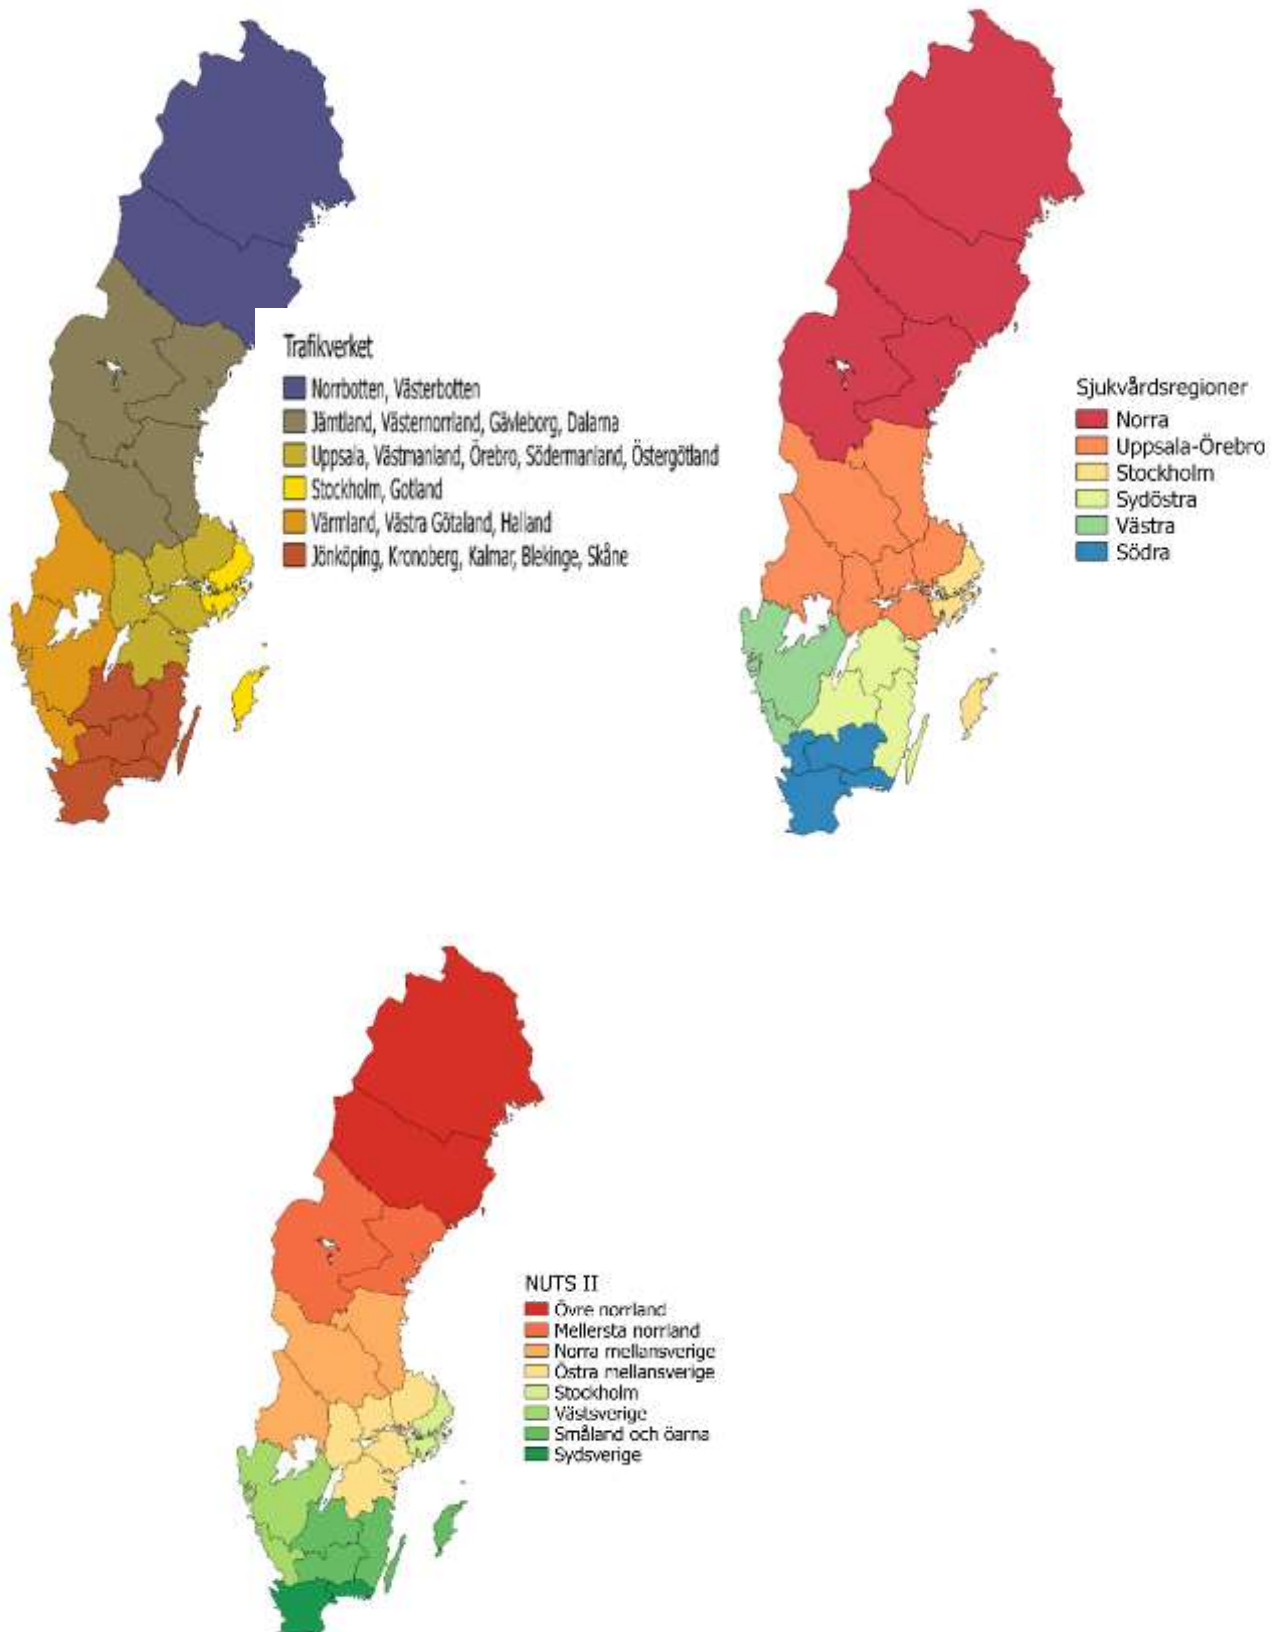 Trafikverket
Norrbotten, Västerbotten
Jämtland, Västernorrland, Gävleborg, Dalarna
Uppsala, Västmanland, Örebro, Södermanland, Östergötland
Stockholm, Gotland
Värmland, Västra Götaland, Halland
Jönköping, Kronoberg, Kalmar, Blekinge, Skåne
Sjukvårdsregioner
Norra
Uppsala-Örebro
Stockholm
Sydöstra
Västra
Södra
NUTS II
Övre norrland
Mellersta norrland
Norra mellansverige
Östra mellansverige
Stockholm
Västsverige
Småland och öarna
Sydsverige